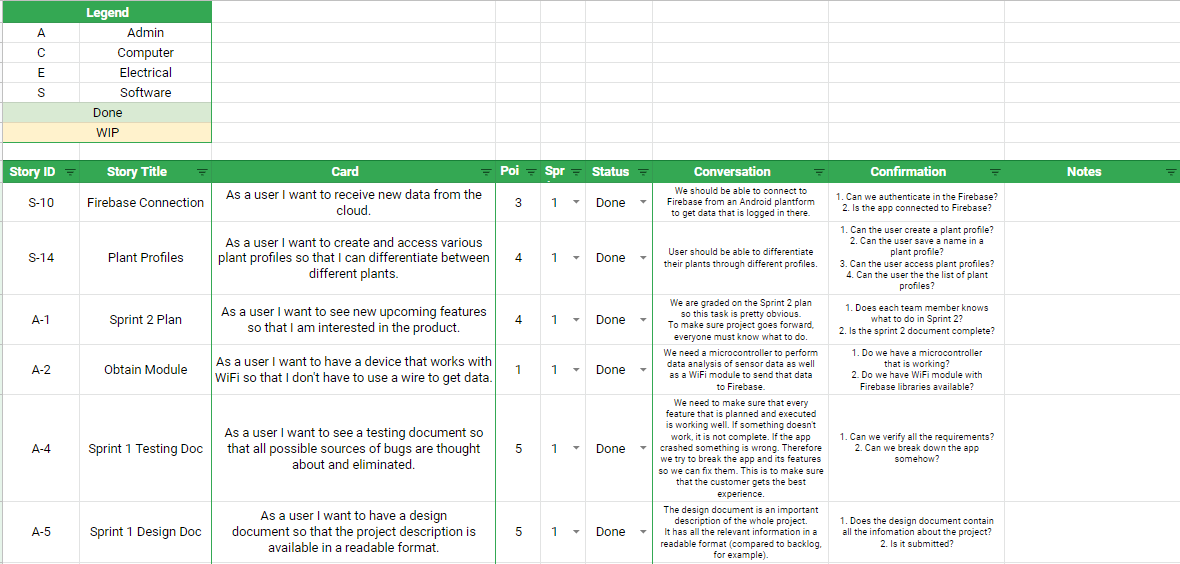 Legend
A Admin
C Computer
E Electrical
S Software
Done
WIP
Story ID Story Title Card Poi Spr Status Conversation Confirmation Notes
S-10 Firebase Connection
As a user I want to receive new data from the
cloud.
3 1 Done
We should be able to connect to
Firebase from an Android plantform
to get data that is logged in there.
1. Can we authenticate in the Firebase?
2. Is the app connected to Firebase?
S-14 Plant Profiles
As a user I want to create and access various
plant profiles so that I can differentiate between
different plants.
4 1 Done
User should be able to differentiate
their plants through different profiles.
1. Can the user create a plant profile?
2. Can the user save a name in a
plant profile?
3. Can the user access plant profiles?
4. Can the user the the list of plant
profiles?
A-1 Sprint 2 Plan
As a user I want to see new upcoming features
so that I am interested in the product.
4 1 Done
We are graded on the Sprint 2 plan
so this task is pretty obvious.
To make sure project goes forward,
everyone must know what to do.
1. Does each team member knows
what to do in Sprint 2?
2. Is the sprint 2 document complete?
A-2 Obtain Module
As a user I want to have a device that works with
WiFi so that I don't have to use a wire to get data.
1 1 Done
We need a microcontroller to perform
data analysis of sensor data as well
as a WiFi module to send that data
to Firebase.
1. Do we have a microcontroller
that is working?
2. Do we have WiFi module with
Firebase libraries available?
A-4 Sprint 1 Testing Doc
As a user I want to see a testing document so
that all possible sources of bugs are thought
about and eliminated.
5 1 Done
We need to make sure that every
feature that is planned and executed
is working well. If something doesn't
work, it is not complete. If the app
crashed something is wrong. Therefore
we try to break the app and its features
so we can fix them. This is to make sure
that the customer gets the best
experience.
1. Can we verify all the requirements?
2. Can we break down the app
somehow?
A-5 Sprint 1 Design Doc
As a user I want to have a design
document so that the project description is
available in a readable format.
5 1 Done
The design document is an important
description of the whole project.
It has all the relevant information in a
readable format (compared to backlog,
for example).
1. Does the design document contain
all the infomation about the project?
2. Is it submitted?